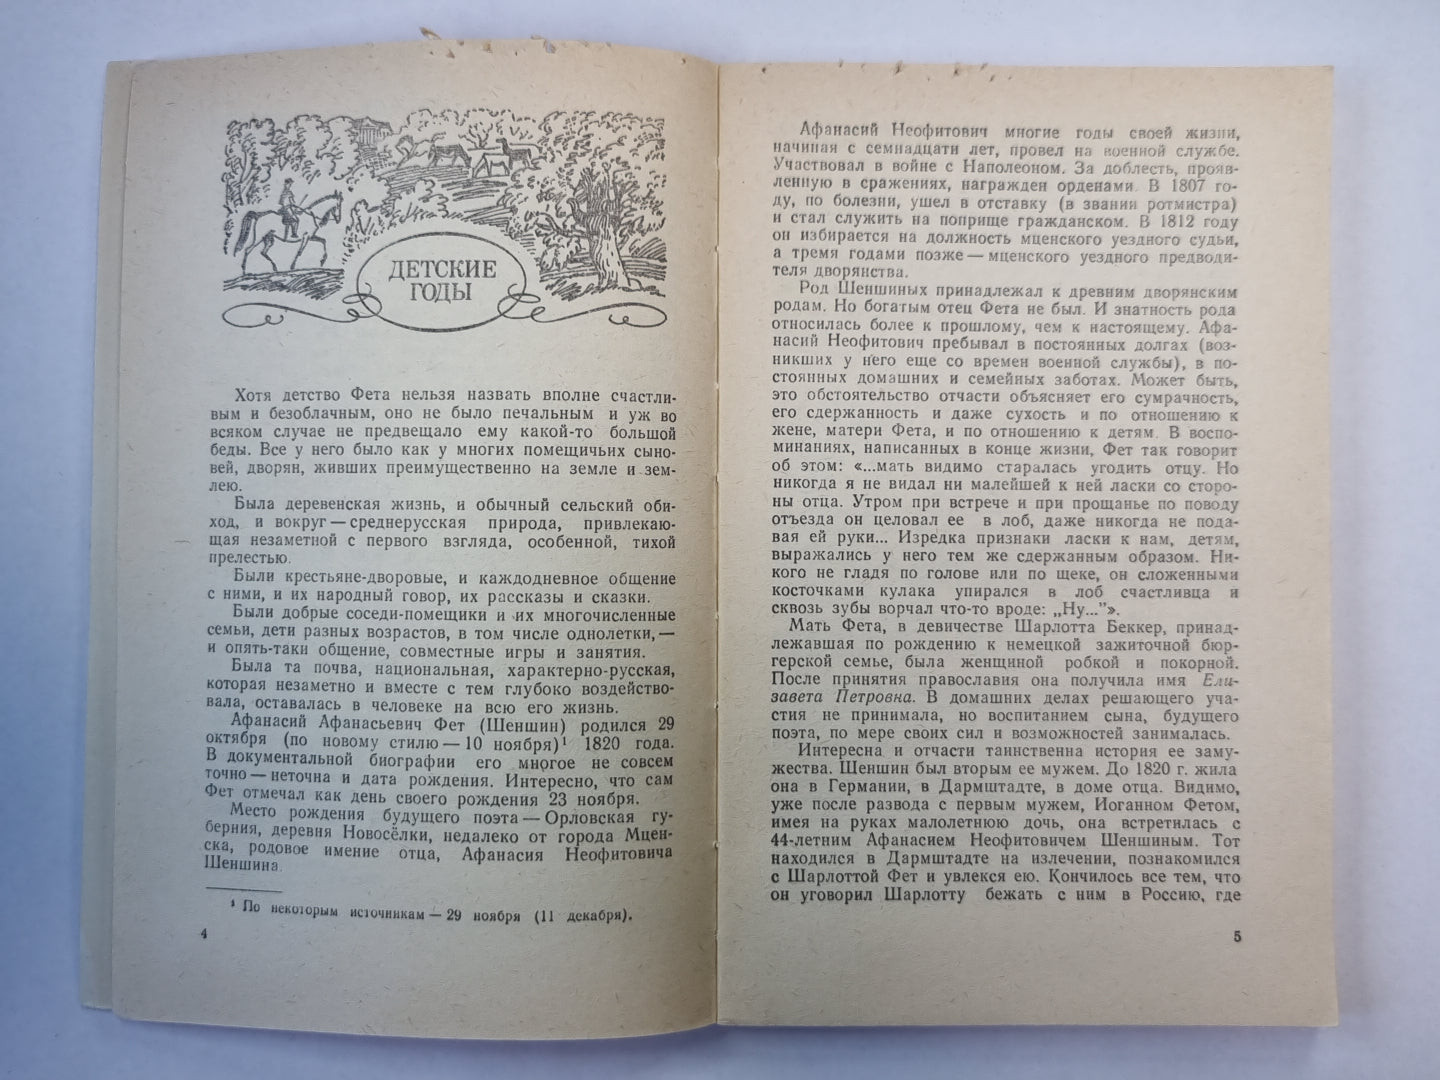 ДЕТСКИЕ
ГОДЫ
Хотя детство Фета нельзя назвать вполне счастли-
вым и безоблачным, оно не было печальным и уж во
всяком случае не предвещало ему какой-то большой
беды. Все у него было как у многих помещичьих сыно-
вей, дворян, живших преимущественно на земле и зем-
лею.
Была деревенская жизнь, и обычный сельский оби-
ход, и вокруг — среднерусская природа, привлекаю-
щая незаметной с первого взгляда, особенной, тихой
прелестью.
Были крестьяне-дворовые, и каждодневное общение
с ними, и их народный говор, их рассказы и сказки.
Были добрые соседи-помещики и их многочисленные
семьи, дети разных возрастов, в том числе однолетки, —
и опять-таки общение, совместные игры и занятия.
Была та почва, национальная, характерно-русская,
которая незаметно и вместе с тем глубоко воздейство-
вала, оставалась в человеке на всю его жизнь.
Афанасий Афанасьевич Фет (Шеншин) родился 29
октября (по новому стилю — 10 ноября)¹ 1820 года.
В документальной биографии его многое не совсем
точно — неточна и дата рождения. Интересно, что сам
Фет отмечал как день своего рождения 23 ноября.
Место рождения будущего поэта — Орловская гу-
берния, деревня Новосёлки, недалеко от города Мцен-
ска, родовое имение отца, Афанасия Неофитовича
Шеншина.
¹ По некоторым источникам — 29 ноября (11 декабря).
4
Афанасий Неофитович многие годы своей жизни,
начиная с семнадцати лет, провел на военной службе.
Участвовал в войне с Наполеоном. За доблесть, прояв-
ленную в сражениях, награжден орденами. В 1807 го-
ду, по болезни, ушел в отставку (в звании ротмистра)
и стал служить на поприще гражданском. В 1812 году
он избирается на должность мценского уездного судьи,
а тремя годами позже — мценского уездного предводи-
теля дворянства.
Род Шеншиных принадлежал к древним дворянским
родам. Но богатым отец Фета не был. И знатность рода
относилась более к прошлому, чем к настоящему. Афа-
насий Неофитович пребывал в постоянных долгах (воз-
никших у него еще со времен военной службы), в по-
стоянных домашних и семейных заботах. Может быть,
это обстоятельство отчасти объясняет его сумрачность,
его сдержанность и даже сухость и по отношению к
жене, матери Фета, и по отношению к детям. В воспо-
минаниях, написанных в конце жизни, Фет так говорит
об этом: «...мать видимо старалась угодить отцу. Но
никогда я не видал ни малейшей к ней ласки со сторо-
ны отца. Утром при встрече и при прощанье по поводу
отъезда он целовал ее в лоб, даже никогда не пода-
вая ей руки... Изредка признаки ласки к нам, детям,
выражались у него тем же сдержанным образом. Ни-
кого не гладя по голове или по щеке, он сложенными
косточками кулака упирался в лоб счастливца и
сквозь зубы ворчал что-то вроде: „Ну...”».
Мать Фета, в девичестве Шарлотта Беккер, принад-
лежавшая по рождению к немецкой зажиточной бюр-
герской семье, была женщиной робкой и покорной.
После принятия православия она получила имя Ели-
завета Петровна. В домашних делах решающего уча-
стия не принимала, но воспитанием сына, будущего
поэта, по мере своих сил и возможностей занималась.
Интересна и отчасти таинственна история ее заму-
жества. Шеншин был вторым ее мужем. До 1820 г. жила
она в Германии, в Дармштадте, в доме отца. Видимо,
уже после развода с первым мужем, Иоганном Фетом,
имея на руках малолетнюю дочь, она встретилась с
44-летним Афанасием Неофитовичем Шеншиным. Тот
находился в Дармштадте на излечении, познакомился
с Шарлоттой Фет и увлекся ею. Кончилось все тем, что
он уговорил Шарлотту бежать с ним в Россию, где
5